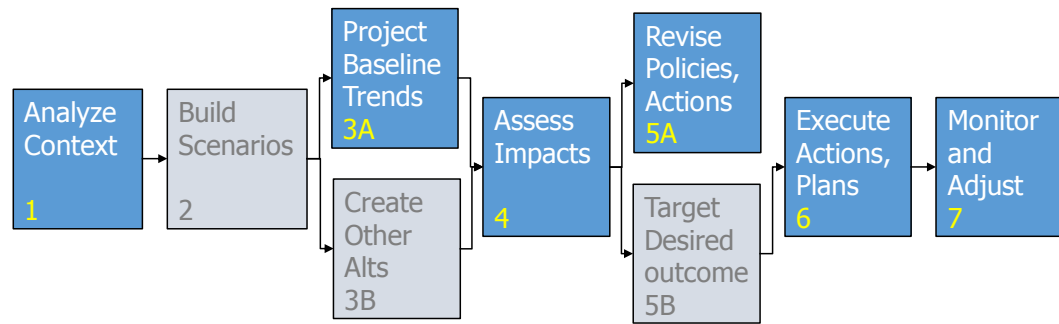 Analyze
Context
1
Build
Scenarios
2
Project
Baseline
Trends
3A
Create
Other
Alts
3B
Assess
Impacts
4
Revise
Policies,
Actions
5A
Target
Desired
outcome
5B
Execute
Actions,
Plans
6
Monitor
and
Adjust
7